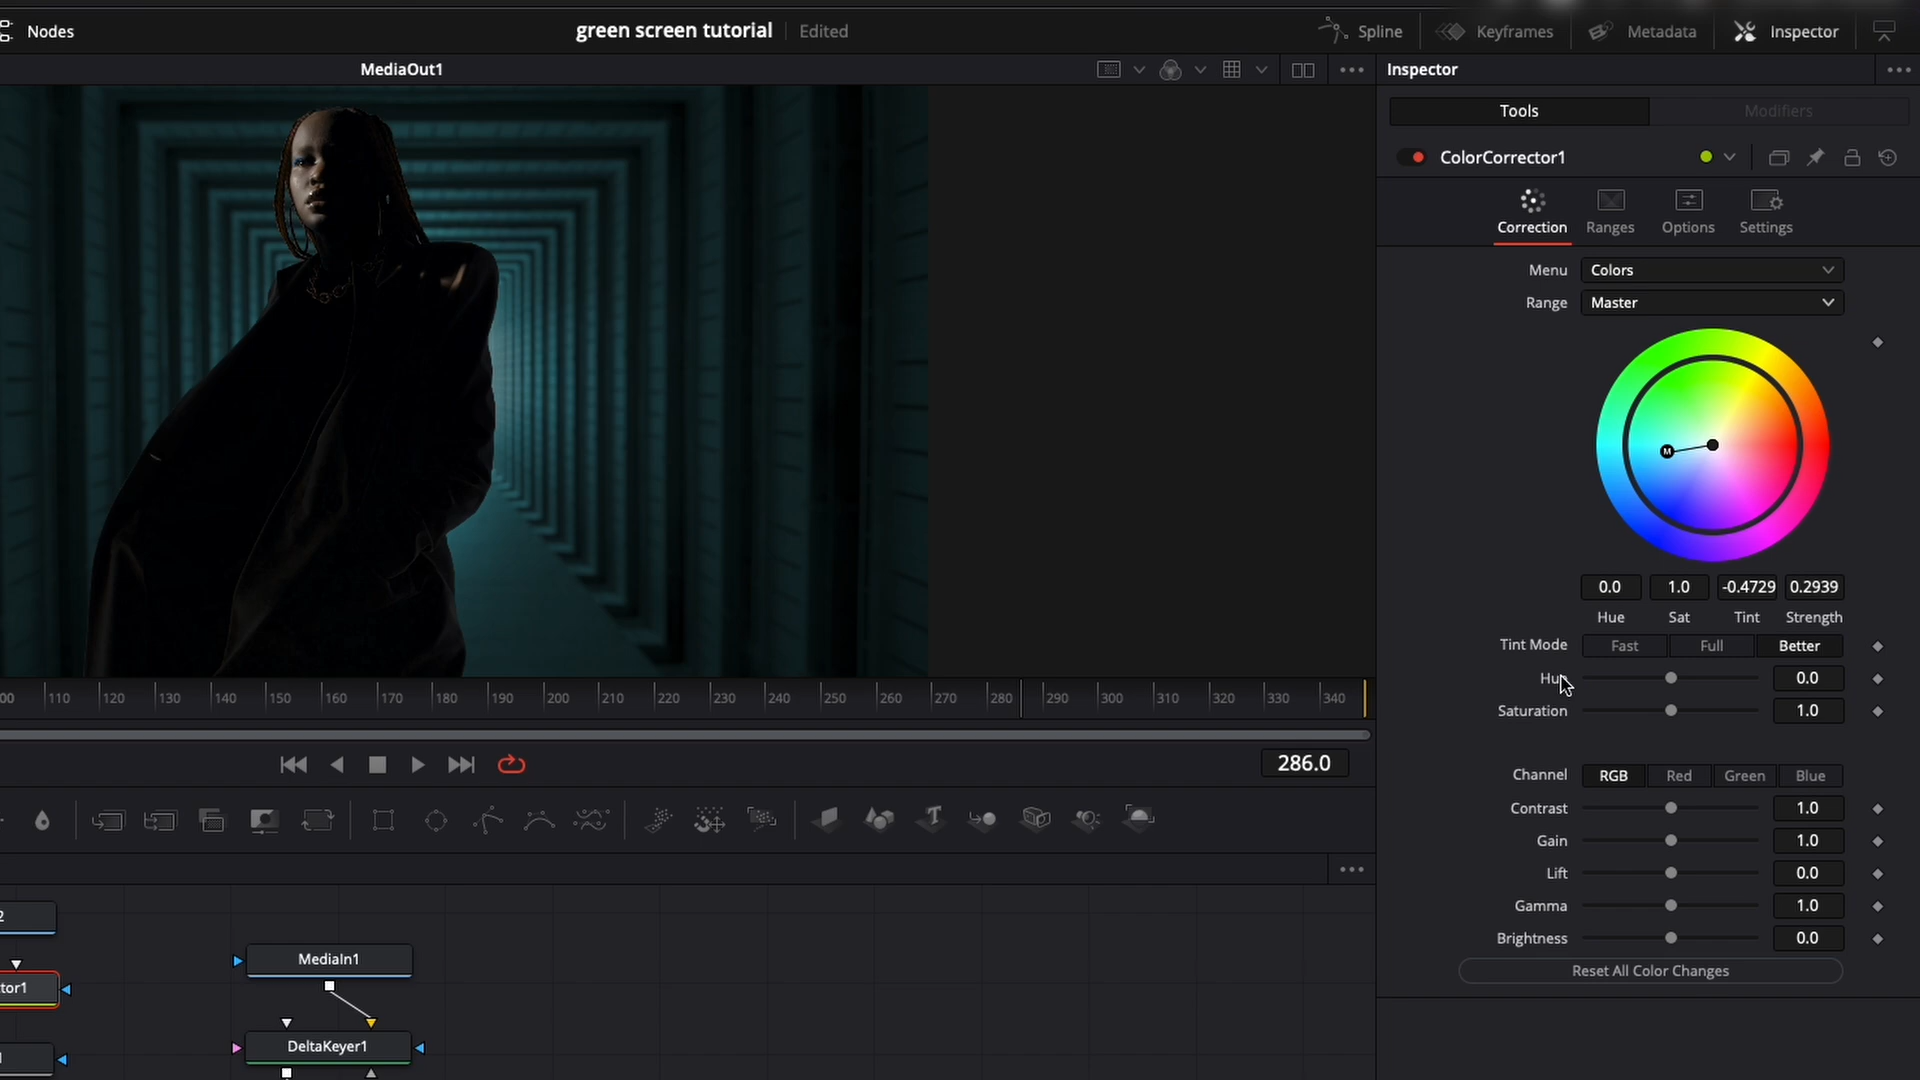 Nodes
green screen tutorial
Edited
Spline
Keyframes
Metadata
Inspector
MediaOut1
Inspector
Tools
Modifiers
ColorCorrector1
Correction
Ranges
Options
Settings
Menu
Colors
Range
Master
M
0.0
1.0
-0.4729
0.2939
Hue
Sat
Tint
Strength
Tint Mode
Fast
Full
Better
Hue
0.0
Saturation
1.0
00 110 120 130 140 150 160 170 180 190 200 210 220 230 240 250 260 270 280 290 300 310 320 330 340
286.0
Channel
RGB
Red
Green
Blue
Contrast
1.0
Gain
1.0
Lift
0.0
Gamma
1.0
Brightness
0.0
Reset All Color Changes
2
MediaIn1
tor1
DeltaKeyer1